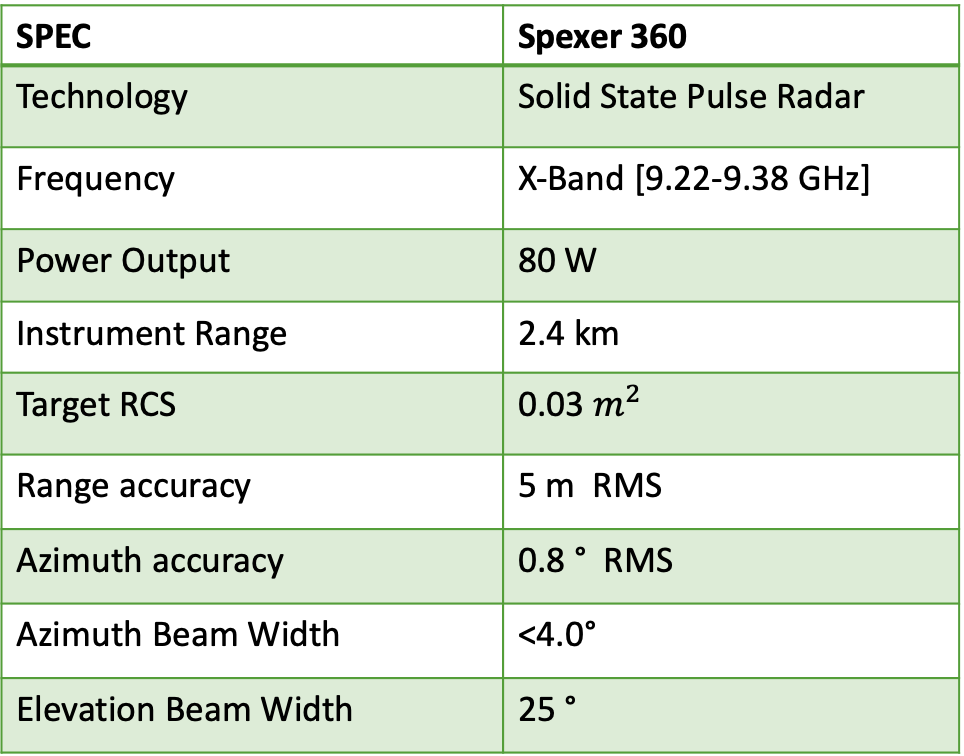 SPEC Spexer 360
Technology Solid State Pulse Radar
Frequency X-Band [9.22-9.38 GHz]
Power Output 80 W
Instrument Range 2.4 km
Target RCS 0.03 m²
Range accuracy 5 m RMS
Azimuth accuracy 0.8 ° RMS
Azimuth Beam Width <4.0°
Elevation Beam Width 25 °